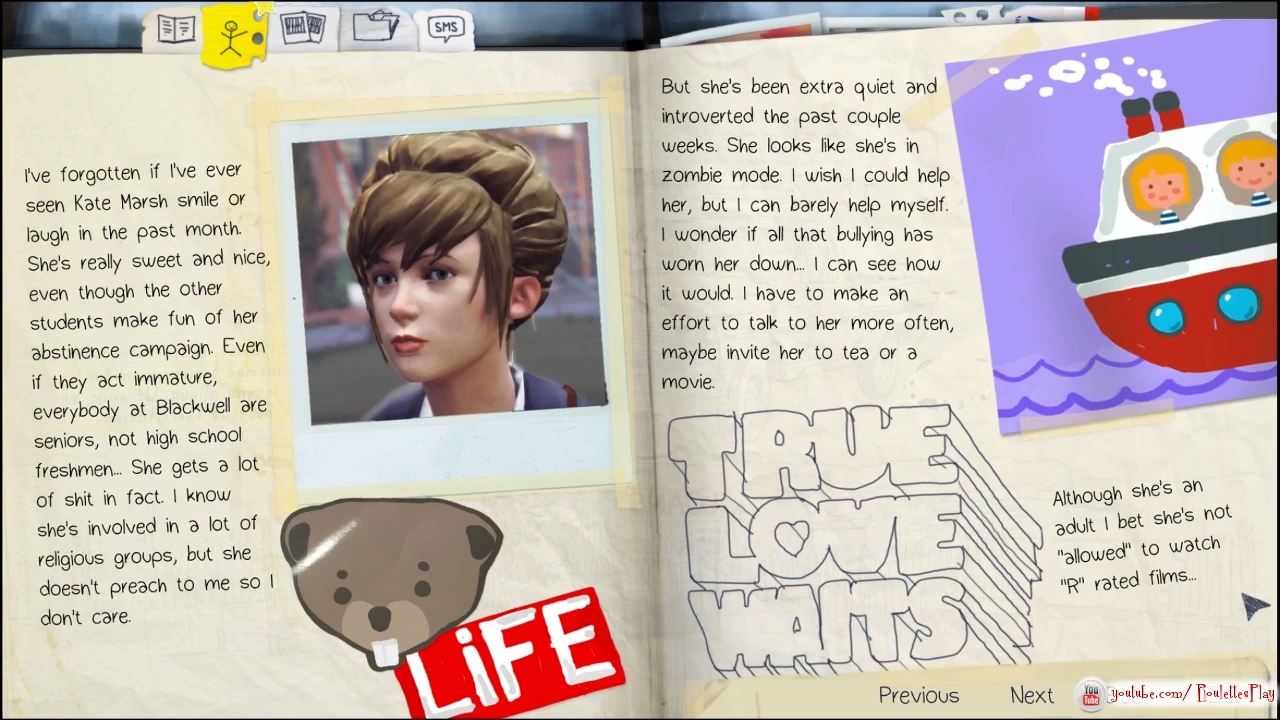 SMS
I've forgotten if I've ever
seen Kate Marsh smile or
laugh in the past month.
She's really sweet and nice,
even though the other
students make fun of her
abstinence campaign. Even
if they act immature,
everybody at Blackwell are
seniors, not high school
freshmen... She gets a lot
of shit in fact. I know
she's involved in a lot of
religious groups, but she
doesn't preach to me so I
don't care.
LiFE
But she's been extra quiet and
introverted the past couple
weeks. She looks like she's in
zombie mode. I wish I could help
her, but I can barely help myself.
I wonder if all that bullying has
worn her down... I can see how
it would. I have to make an
effort to talk to her more often,
maybe invite her to tea or a
movie.
TRUE
LOVE
WAITS
Although she's an
adult I bet she's not
"allowed" to watch
"R" rated films...
Previous
Next
You
Tube
youtube.com/RoulettesPlay